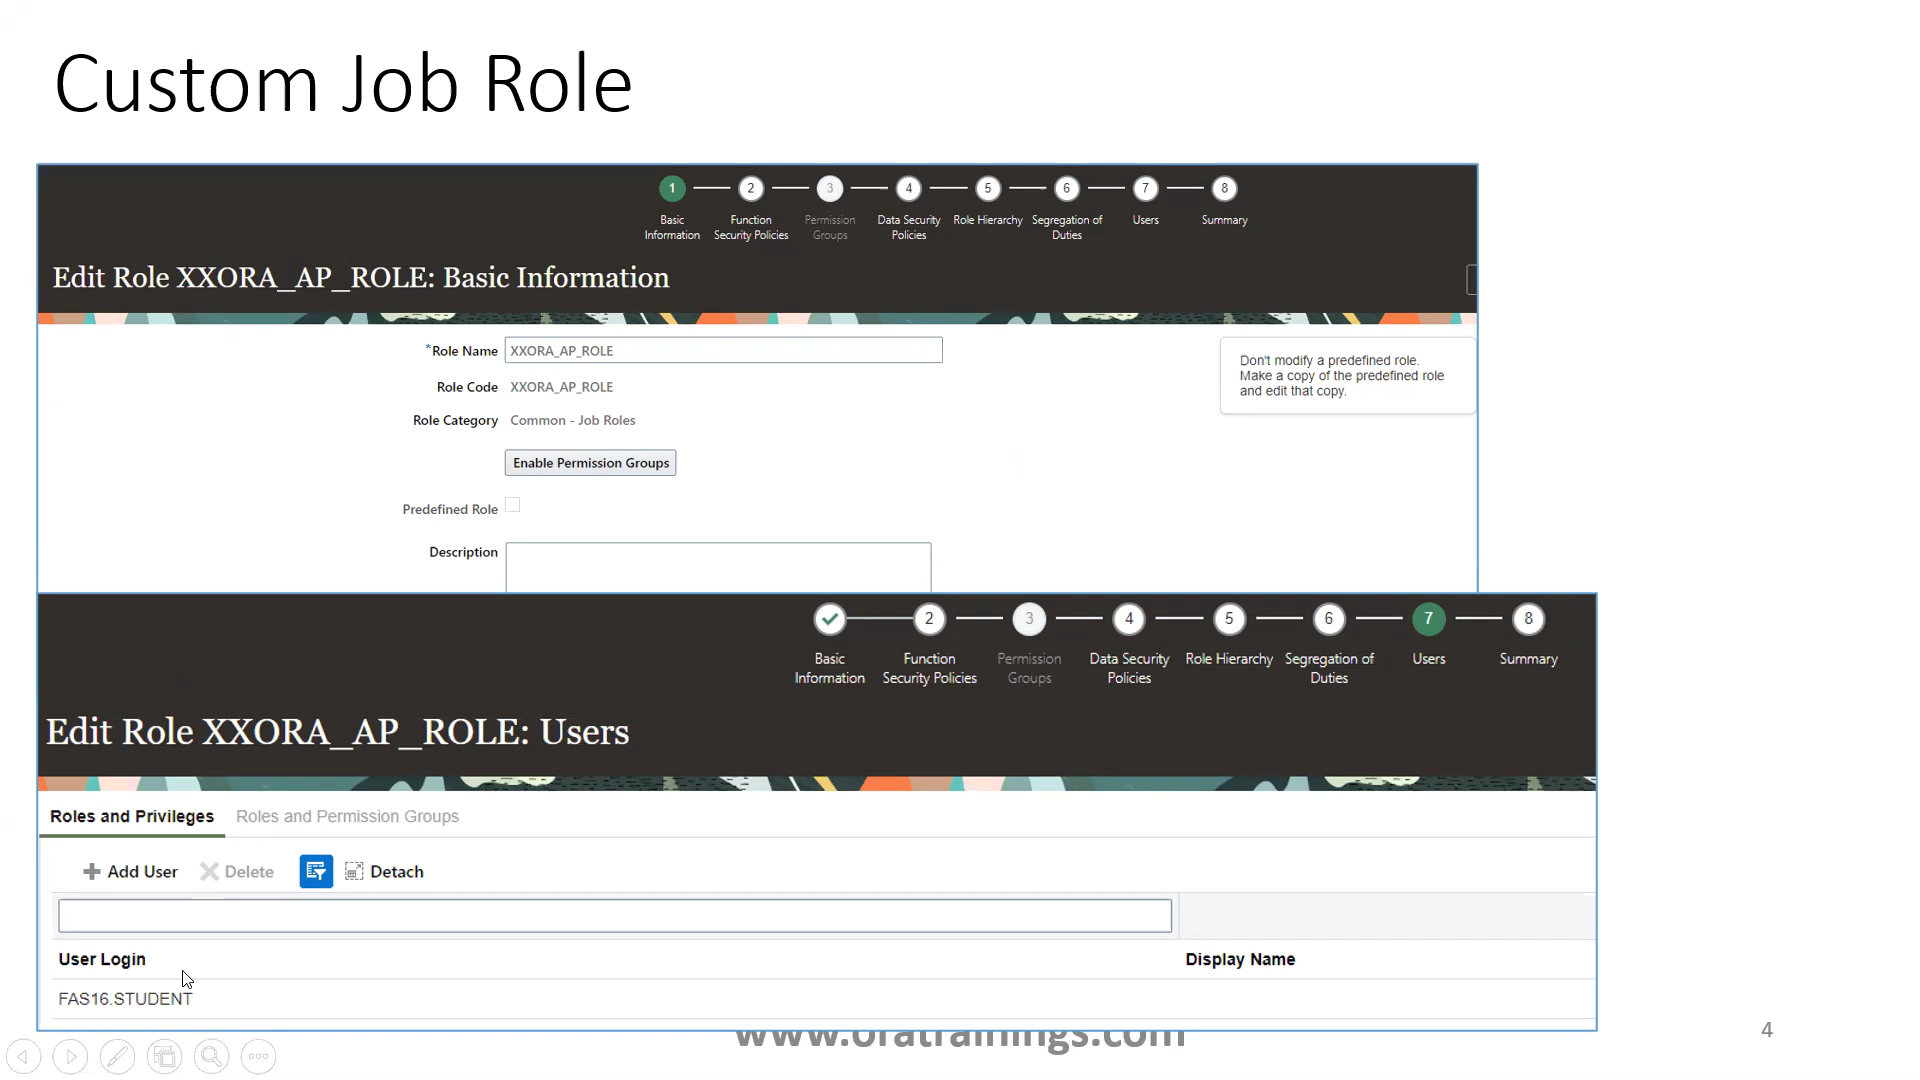 Custom Job Role
1 2 3 4 5 6 7 8
Basic Information Function Security Policies Permission Groups Data Security Policies Role Hierarchy Segregation of Duties Users Summary
Edit Role XXORA_AP_ROLE: Basic Information
*Role Name XXORA_AP_ROLE
Role Code XXORA_AP_ROLE
Role Category Common - Job Roles
Enable Permission Groups
Predefined Role
Description
Don't modify a predefined role.
Make a copy of the predefined role
and edit that copy.
2 3 4 5 6 7 8
Basic Information Function Security Policies Permission Groups Data Security Policies Role Hierarchy Segregation of Duties Users Summary
Edit Role XXORA_AP_ROLE: Users
Roles and Privileges Roles and Permission Groups
Add User Delete Detach
User Login Display Name
FAS16.STUDENT
www.oratrainings.com
4